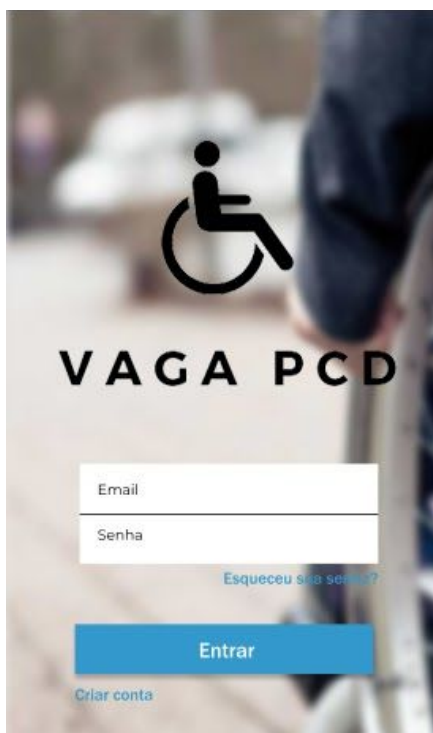 VAGA PCD
Email
Senha
Esqueceu sua senha?
Entrar
Criar conta